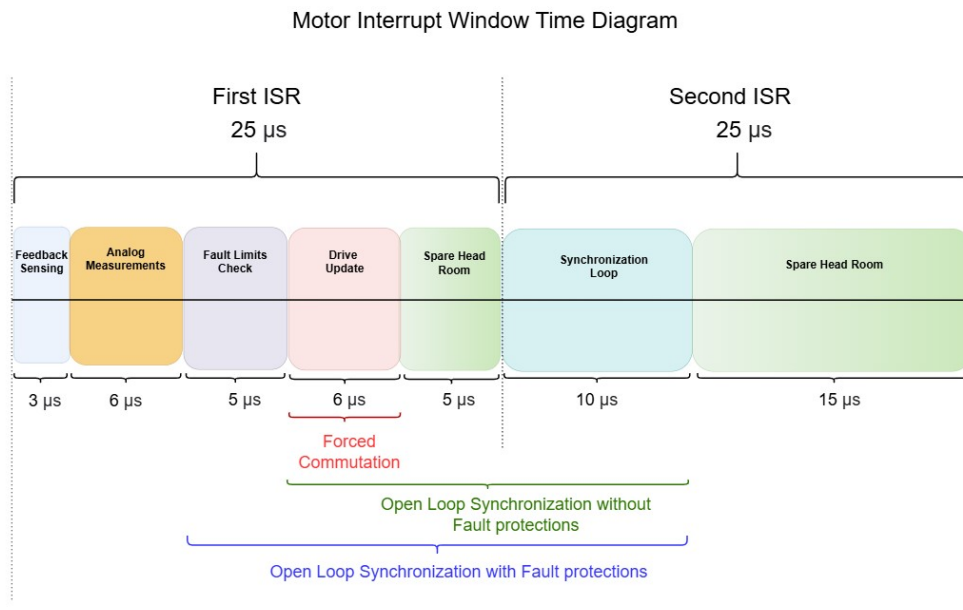 Motor Interrupt Window Time Diagram
First ISR
25 µs
Second ISR
25 µs
Feedback
Sensing
Analog
Measurements
Fault Limits
Check
Drive
Update
Spare Head
Room
Synchronization
Loop
Spare Head Room
3 µs
6 µs
5 µs
6 µs
5 µs
10 µs
15 µs
Forced
Commutation
Open Loop Synchronization without
Fault protections
Open Loop Synchronization with Fault protections